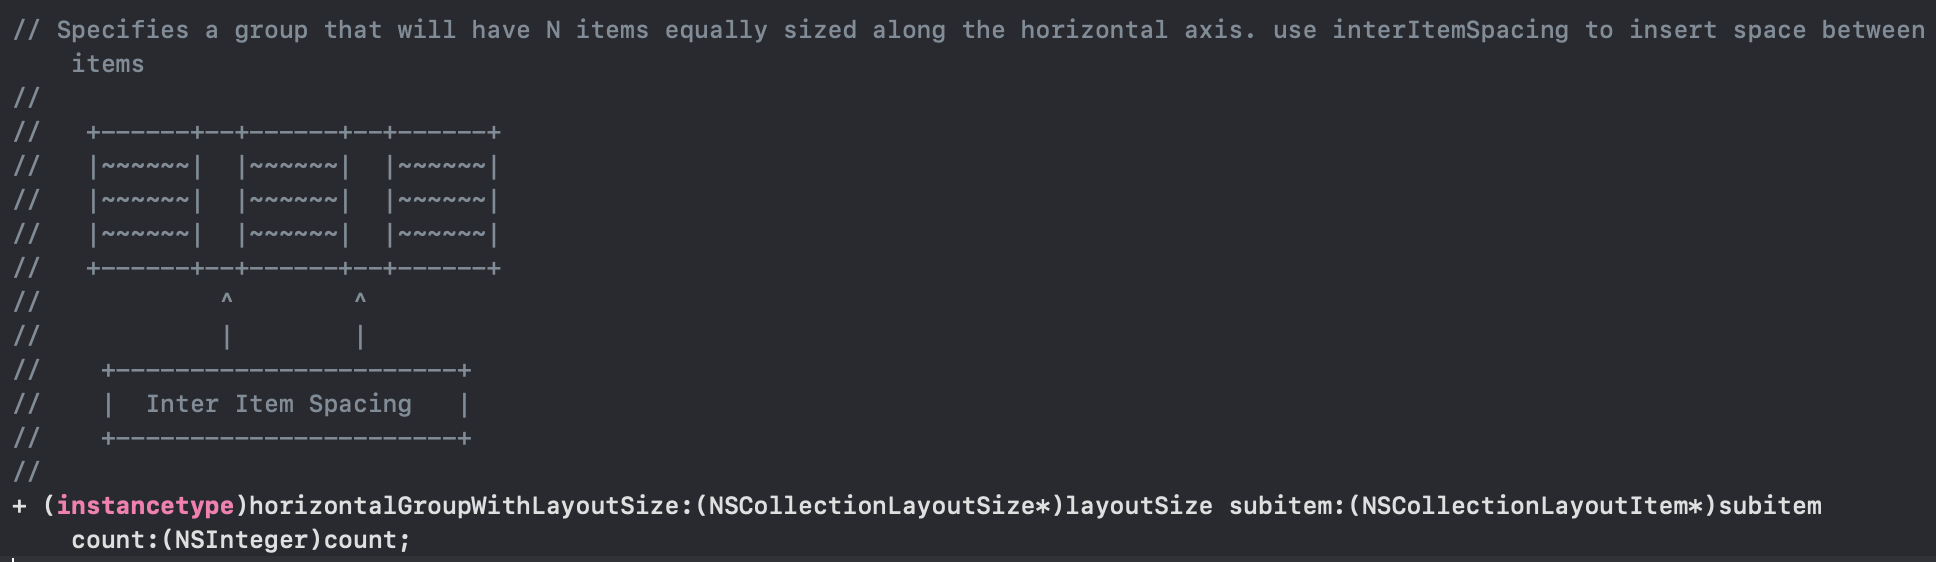 // Specifies a group that will have N items equally sized along the horizontal axis. use interItemSpacing to insert space between
    items
//
//   +------+--+------+--+------+
//   |~~~~~~|  |~~~~~~|  |~~~~~~|
//   |~~~~~~|  |~~~~~~|  |~~~~~~|
//   |~~~~~~|  |~~~~~~|  |~~~~~~|
//   +------+--+------+--+------+
//            ^        ^
//            |        |
//    +-----------------------+
//    |  Inter Item Spacing   |
//    +-----------------------+
//
+ (instancetype)horizontalGroupWithLayoutSize:(NSCollectionLayoutSize*)layoutSize subitem:(NSCollectionLayoutItem*)subitem
    count:(NSInteger)count;